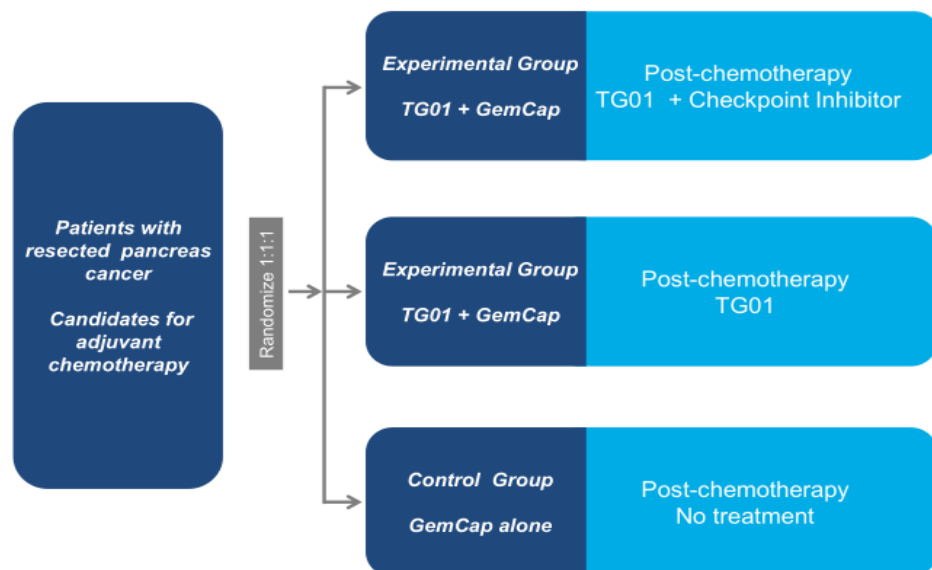 Patients with
resected pancreas
cancer
Candidates for
adjuvant
chemotherapy
Randomize 1:1:1
Experimental Group
TG01 + GemCap
Post-chemotherapy
TG01 + Checkpoint Inhibitor
Experimental Group
TG01 + GemCap
Post-chemotherapy
TG01
Control Group
GemCap alone
Post-chemotherapy
No treatment